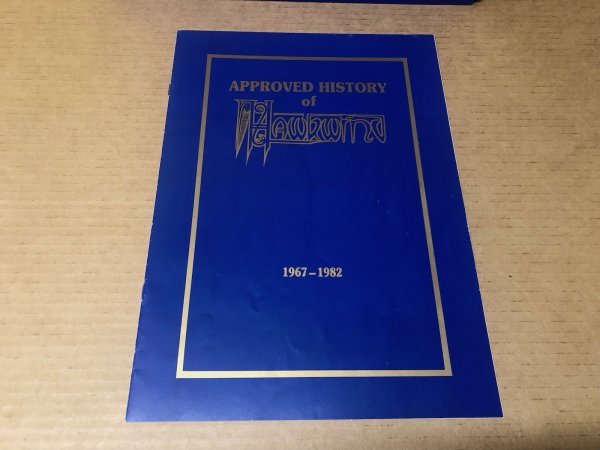 APPROVED HISTORY
of
Hawkwind
1967–1982